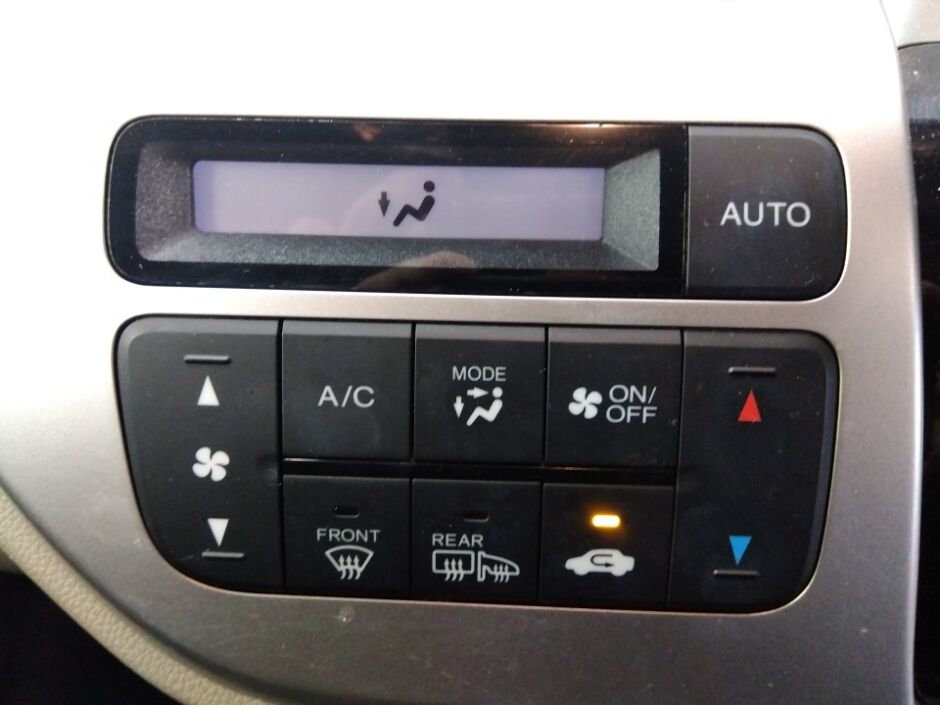 AUTO
A/C
MODE
ON/
OFF
FRONT
REAR